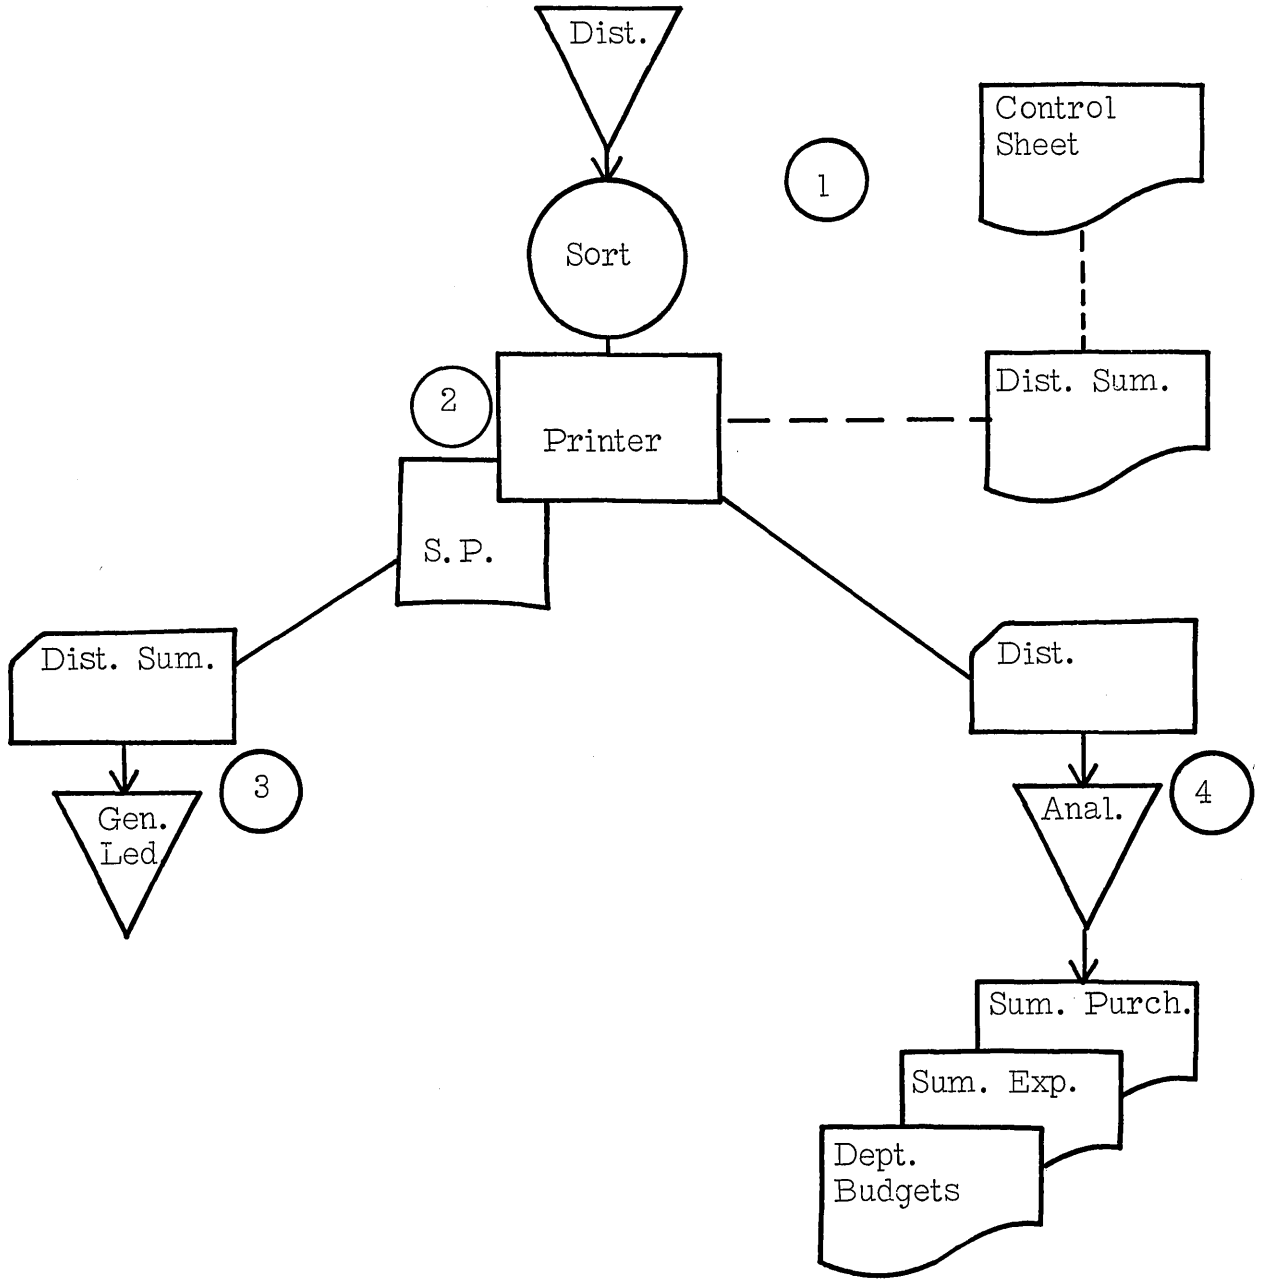 Dist.
Control
Sheet
1
Sort
Dist. Sum.
2
Printer
S.P.
Dist. Sum.
Dist.
3
Gen.
Led.
4
Anal.
Sum. Purch.
Sum. Exp.
Dept.
Budgets